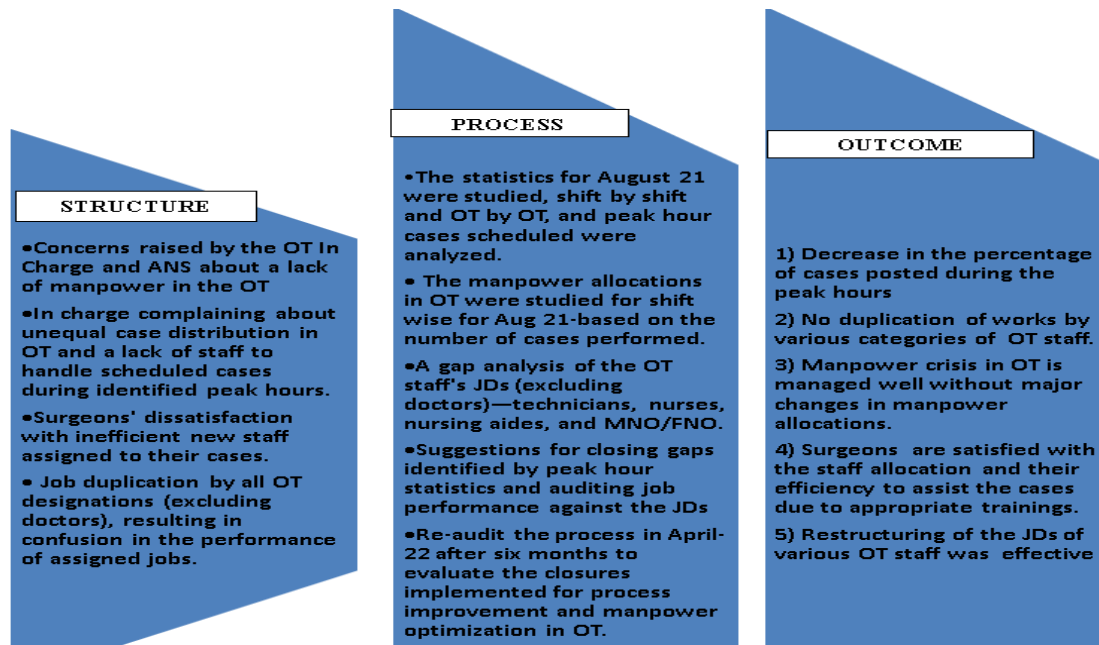 STRUCTURE
•Concerns raised by the OT In
Charge and ANS about a lack
of manpower in the OT
•In charge complaining about
unequal case distribution in
OT and a lack of staff to
handle scheduled cases
during identified peak hours.
•Surgeons' dissatisfaction
with inefficient new staff
assigned to their cases.
• Job duplication by all OT
designations (excluding
doctors), resulting in
confusion in the performance
of assigned jobs.
PROCESS
•The statistics for August 21
were studied, shift by shift
and OT by OT, and peak hour
cases scheduled were
analyzed.
• The manpower allocations
in OT were studied for shift
wise for Aug 21-based on the
number of cases performed.
•A gap analysis of the OT
staff's JDs (excluding
doctors)—technicians, nurses,
nursing aides, and MNO/FNO.
•Suggestions for closing gaps
identified by peak hour
statistics and auditing job
performance against the JDs
•Re-audit the process in April-
22 after six months to
evaluate the closures
implemented for process
improvement and manpower
optimization in OT.
OUTCOME
1) Decrease in the percentage
of cases posted during the
peak hours
2) No duplication of works by
various categories of OT staff.
3) Manpower crisis in OT is
managed well without major
changes in manpower
allocations.
4) Surgeons are satisfied with
the staff allocation and their
efficiency to assist the cases
due to appropriate trainings.
5) Restructuring of the JDs of
various OT staff was effective